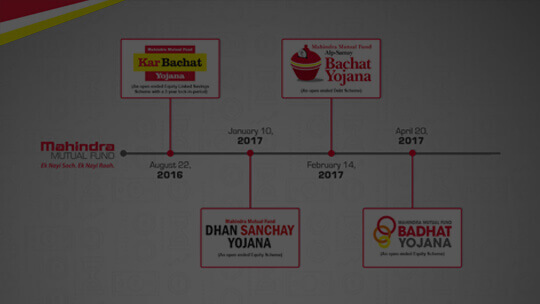 Mahindra Mutual Fund
Kar Bachat
Yojana
(An open ended Equity Linked Savings
Scheme with a 3 year lock-in period)
Mahindra Mutual Fund
Alp-Samay
Bachat
Yojana
(An open ended Debt Scheme)
January 10,
2017
April 20,
2017
Mahindra
MUTUAL FUND
Ek Nayi Soch. Ek Nayi Raah.
August 22,
2016
February 14,
2017
Mahindra Mutual Fund
DHAN SANCHAY
YOJANA
(An open ended Equity Scheme)
MAHINDRA MUTUAL FUND
BADHAT
YOJANA
(An open ended Equity Scheme)